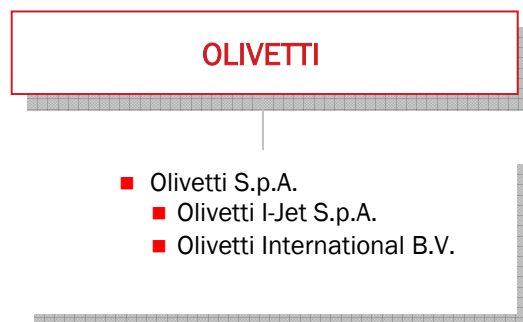 OLIVETTI
Olivetti S.p.A.
Olivetti I-Jet S.p.A.
Olivetti International B.V.